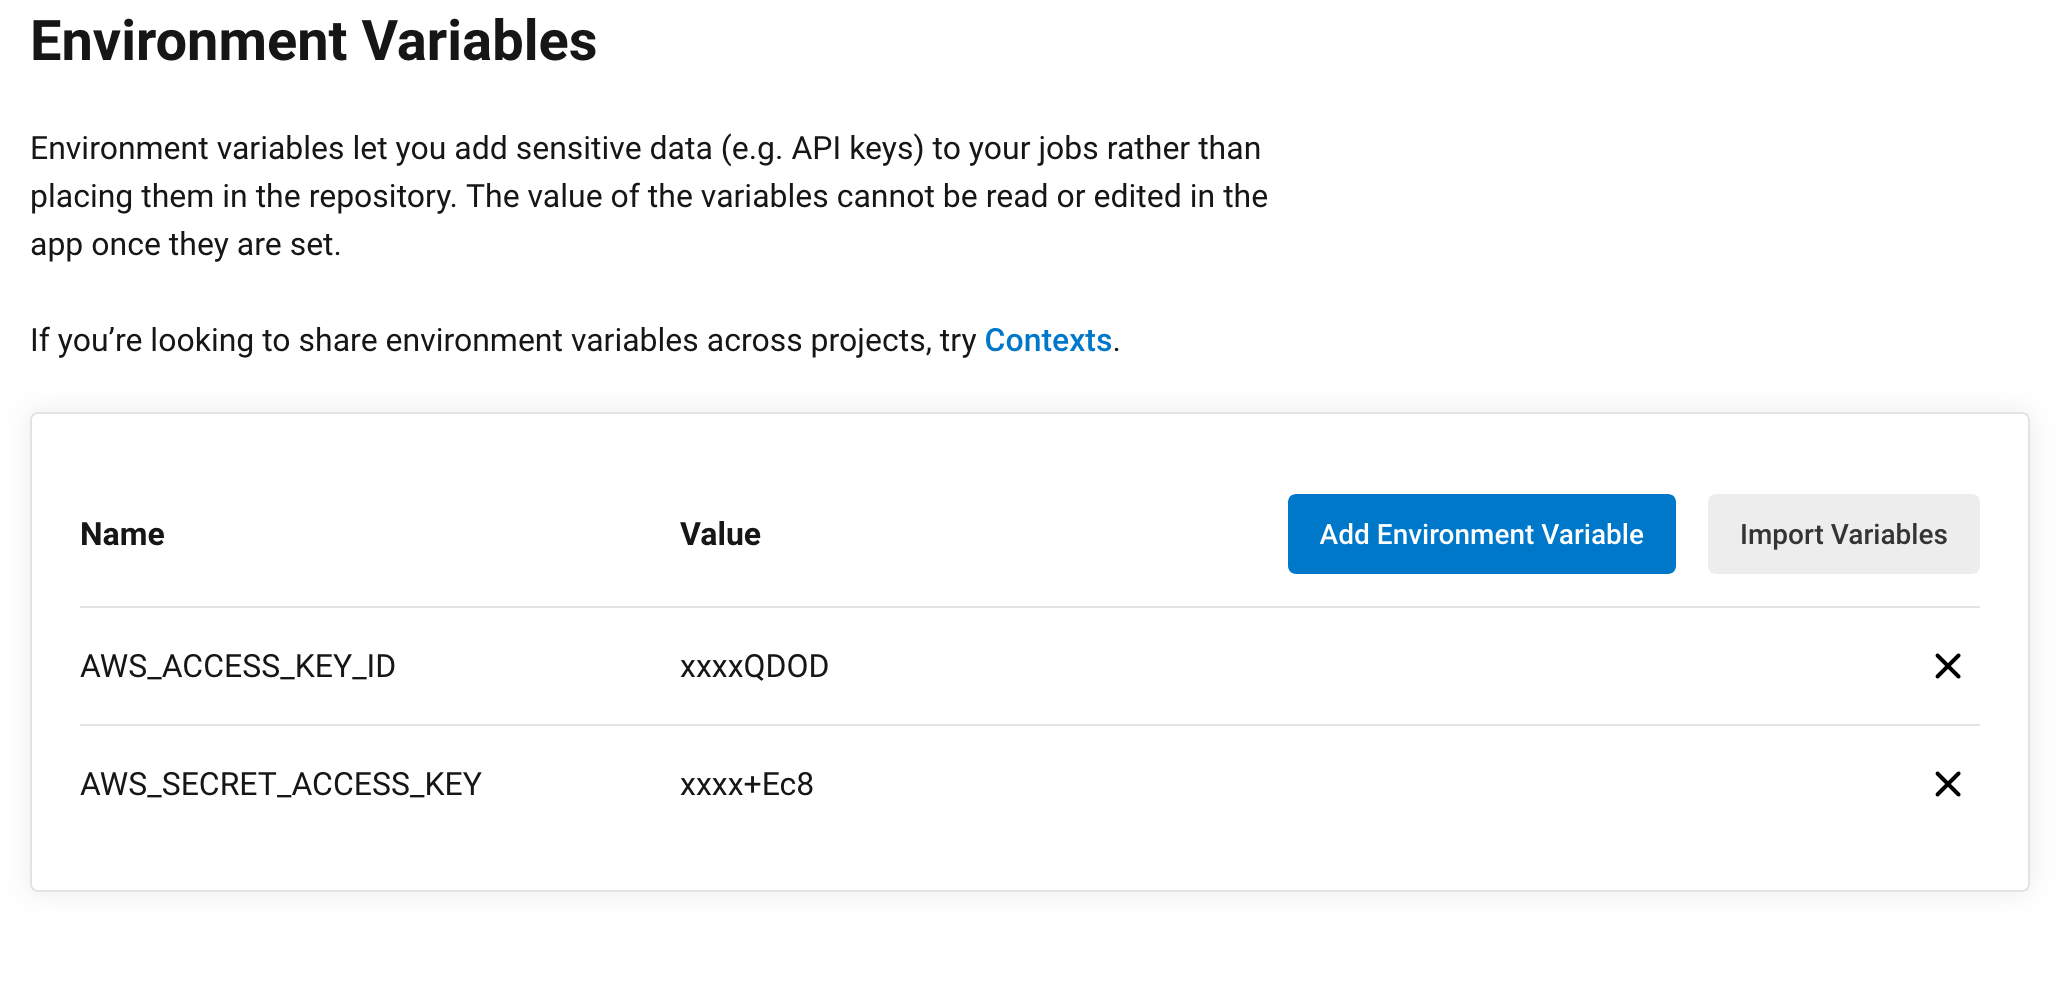 Environment Variables
Environment variables let you add sensitive data (e.g. API keys) to your jobs rather than
placing them in the repository. The value of the variables cannot be read or edited in the
app once they are set.
If you’re looking to share environment variables across projects, try Contexts.
Name Value Add Environment Variable Import Variables
AWS_ACCESS_KEY_ID xxxxQDOD
AWS_SECRET_ACCESS_KEY xxxx+Ec8